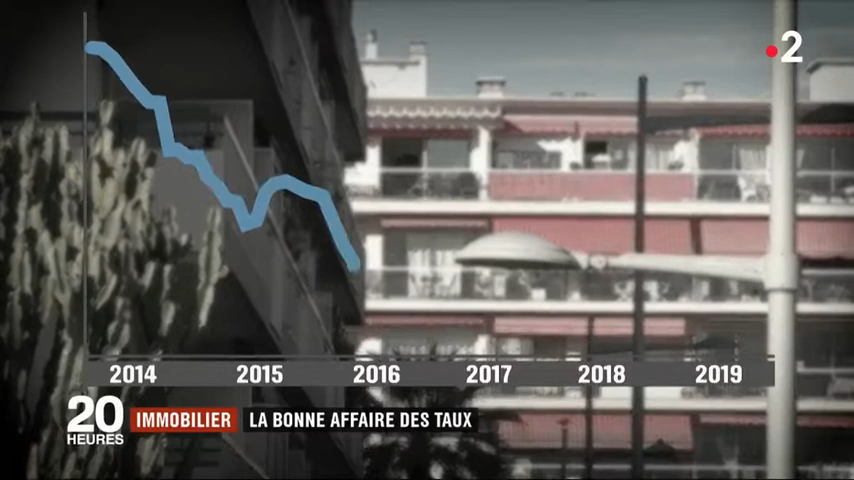 2
2014 2015 2016 2017 2018 2019
20 HEURES
IMMOBILIER LA BONNE AFFAIRE DES TAUX